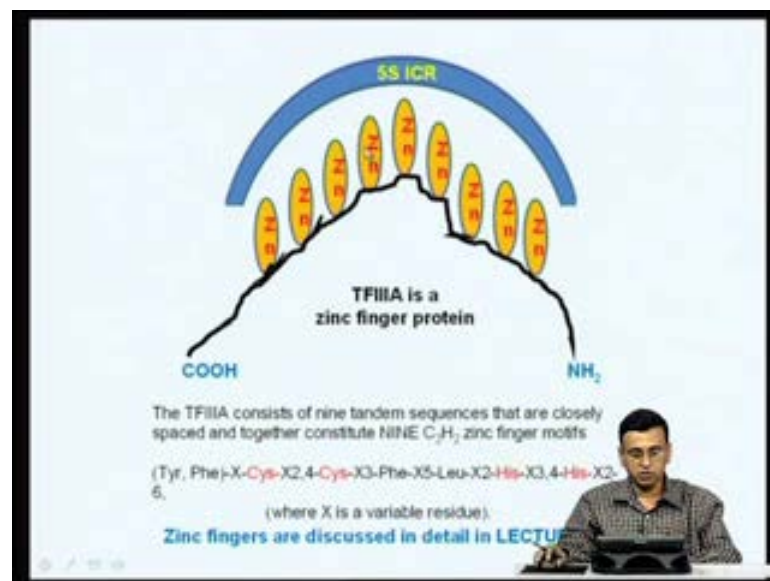 5S ICR
Zn Zn Zn Zn Zn Zn Zn Zn Zn
TFIIIA is a
zinc finger protein
COOH
NH₂
The TFIIIA consists of nine tandem sequences that are closely
spaced and together constitute NINE C₂H₂ zinc finger motifs
(Tyr, Phe)-X-Cys-X2,4-Cys-X3-Phe-X5-Leu-X2-His-X3,4-His-X2-
6,
(where X is a variable residue).
Zinc fingers are discussed in detail in